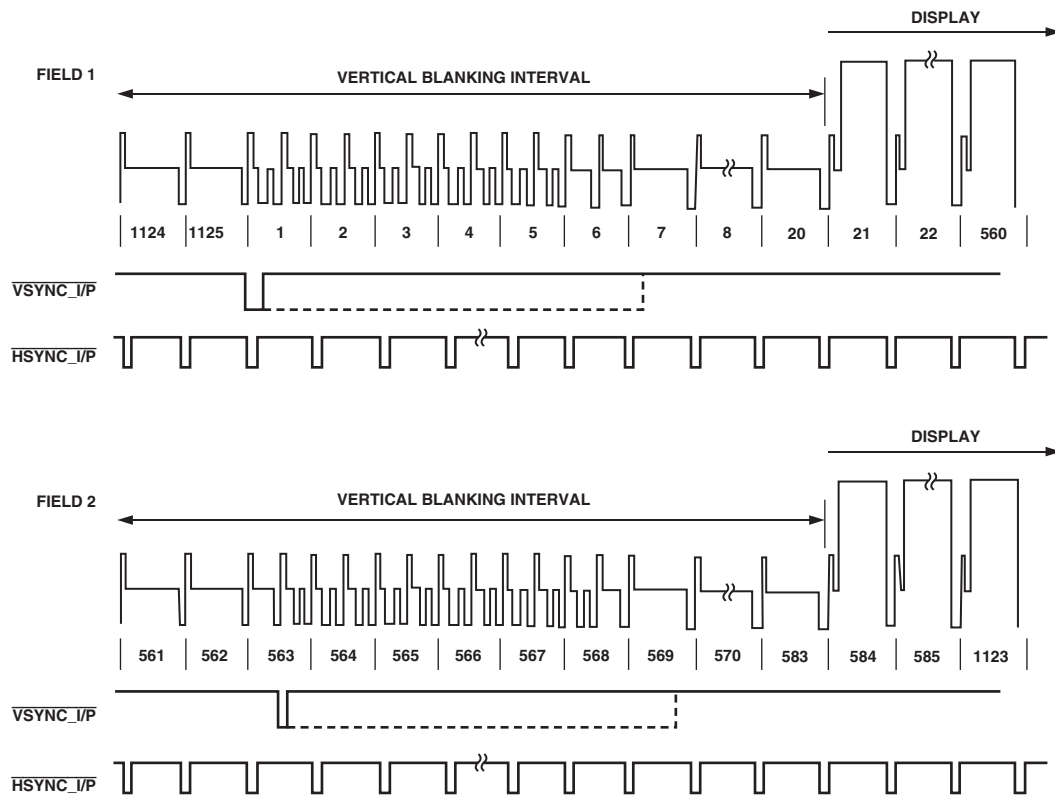 DISPLAY
FIELD 1
VERTICAL BLANKING INTERVAL
1124 1125 1 2 3 4 5 6 7 8 20 21 22 560
VSYNC_I/P
HSYNC_I/P
DISPLAY
FIELD 2
VERTICAL BLANKING INTERVAL
561 562 563 564 565 566 567 568 569 570 583 584 585 1123
VSYNC_I/P
HSYNC_I/P